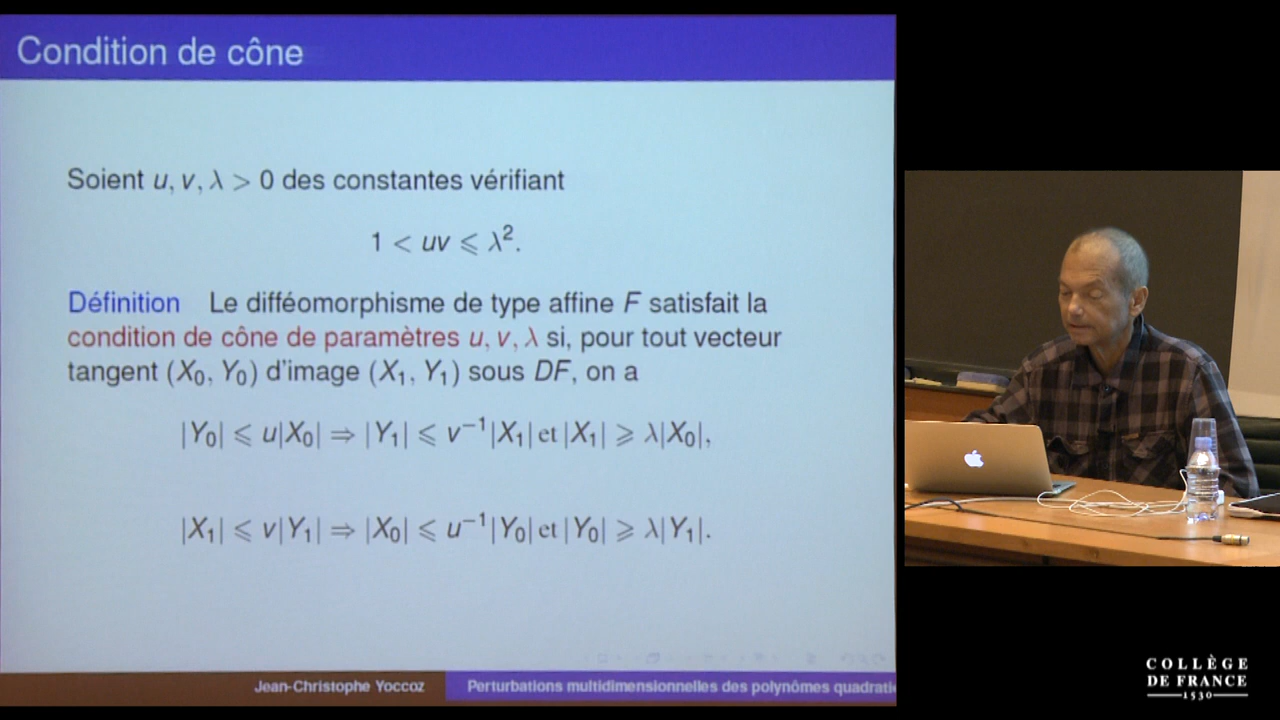 Condition de cône
Soient u, v, λ > 0 des constantes vérifiant
1 < uv ⩽ λ².
Définition Le difféomorphisme de type affine F satisfait la
condition de cône de paramètres u, v, λ si, pour tout vecteur
tangent (X₀, Y₀) d'image (X₁, Y₁) sous DF, on a
|Y₀| ⩽ u|X₀| ⇒ |Y₁| ⩽ v⁻¹|X₁| et |X₁| ⩾ λ|X₀|,
|X₁| ⩽ v|Y₁| ⇒ |X₀| ⩽ u⁻¹|Y₀| et |Y₀| ⩾ λ|Y₁|.
Jean-Christophe Yoccoz Perturbations multidimensionnelles des polynômes quadrati
COLLÈGE
DE FRANCE
1530